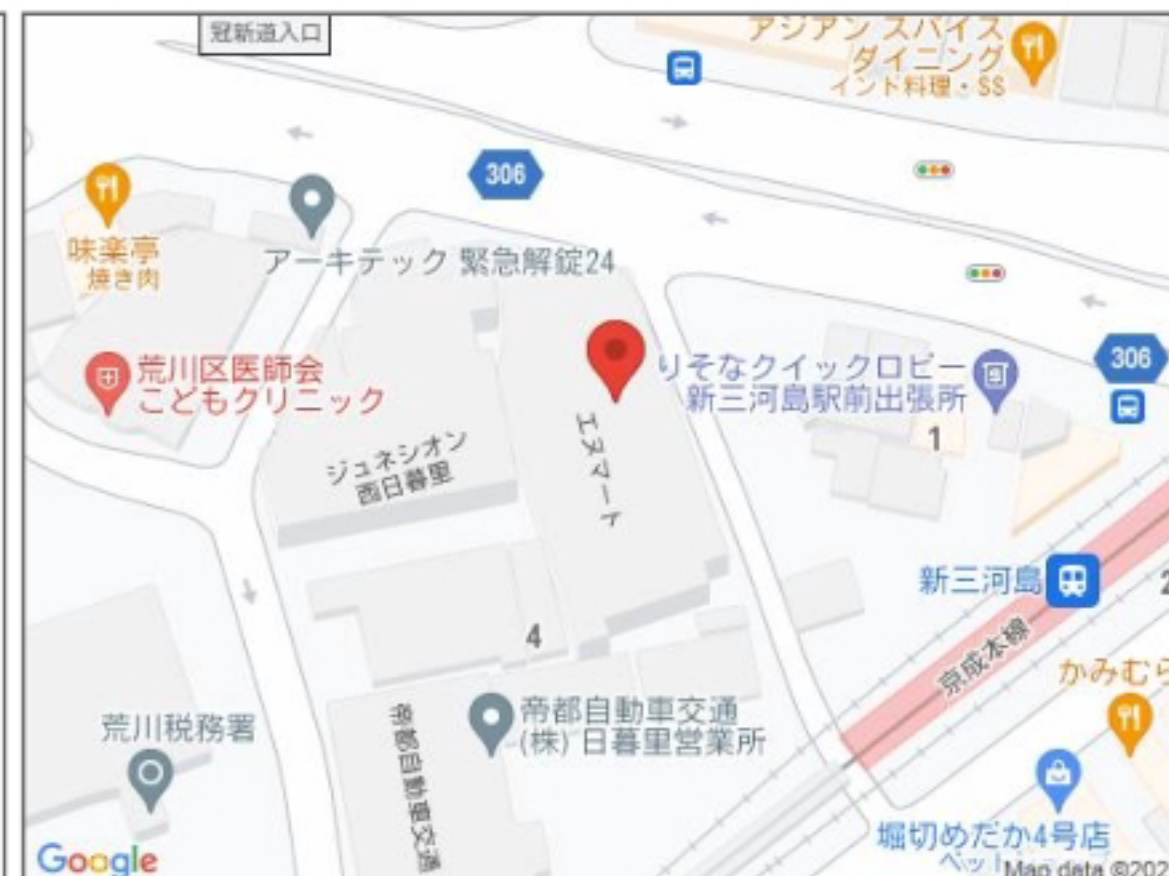 冠新道入口
アジアン スパイス
ダイニング
インド料理・SS
306
味楽亭
焼き肉
アーキテック 緊急解錠24
荒川区医師会
こどもクリニック
りそなクイックロビー
新三河島駅前出張所
306
1
エヌマート
ジュネシオン
西日暮里
新三河島
2
京成本線
4
かみむら
荒川税務署
帝都自動車交通
(株) 日暮里営業所
帝都自動車交通
堀切めだか4号店
Google
Map data ©202